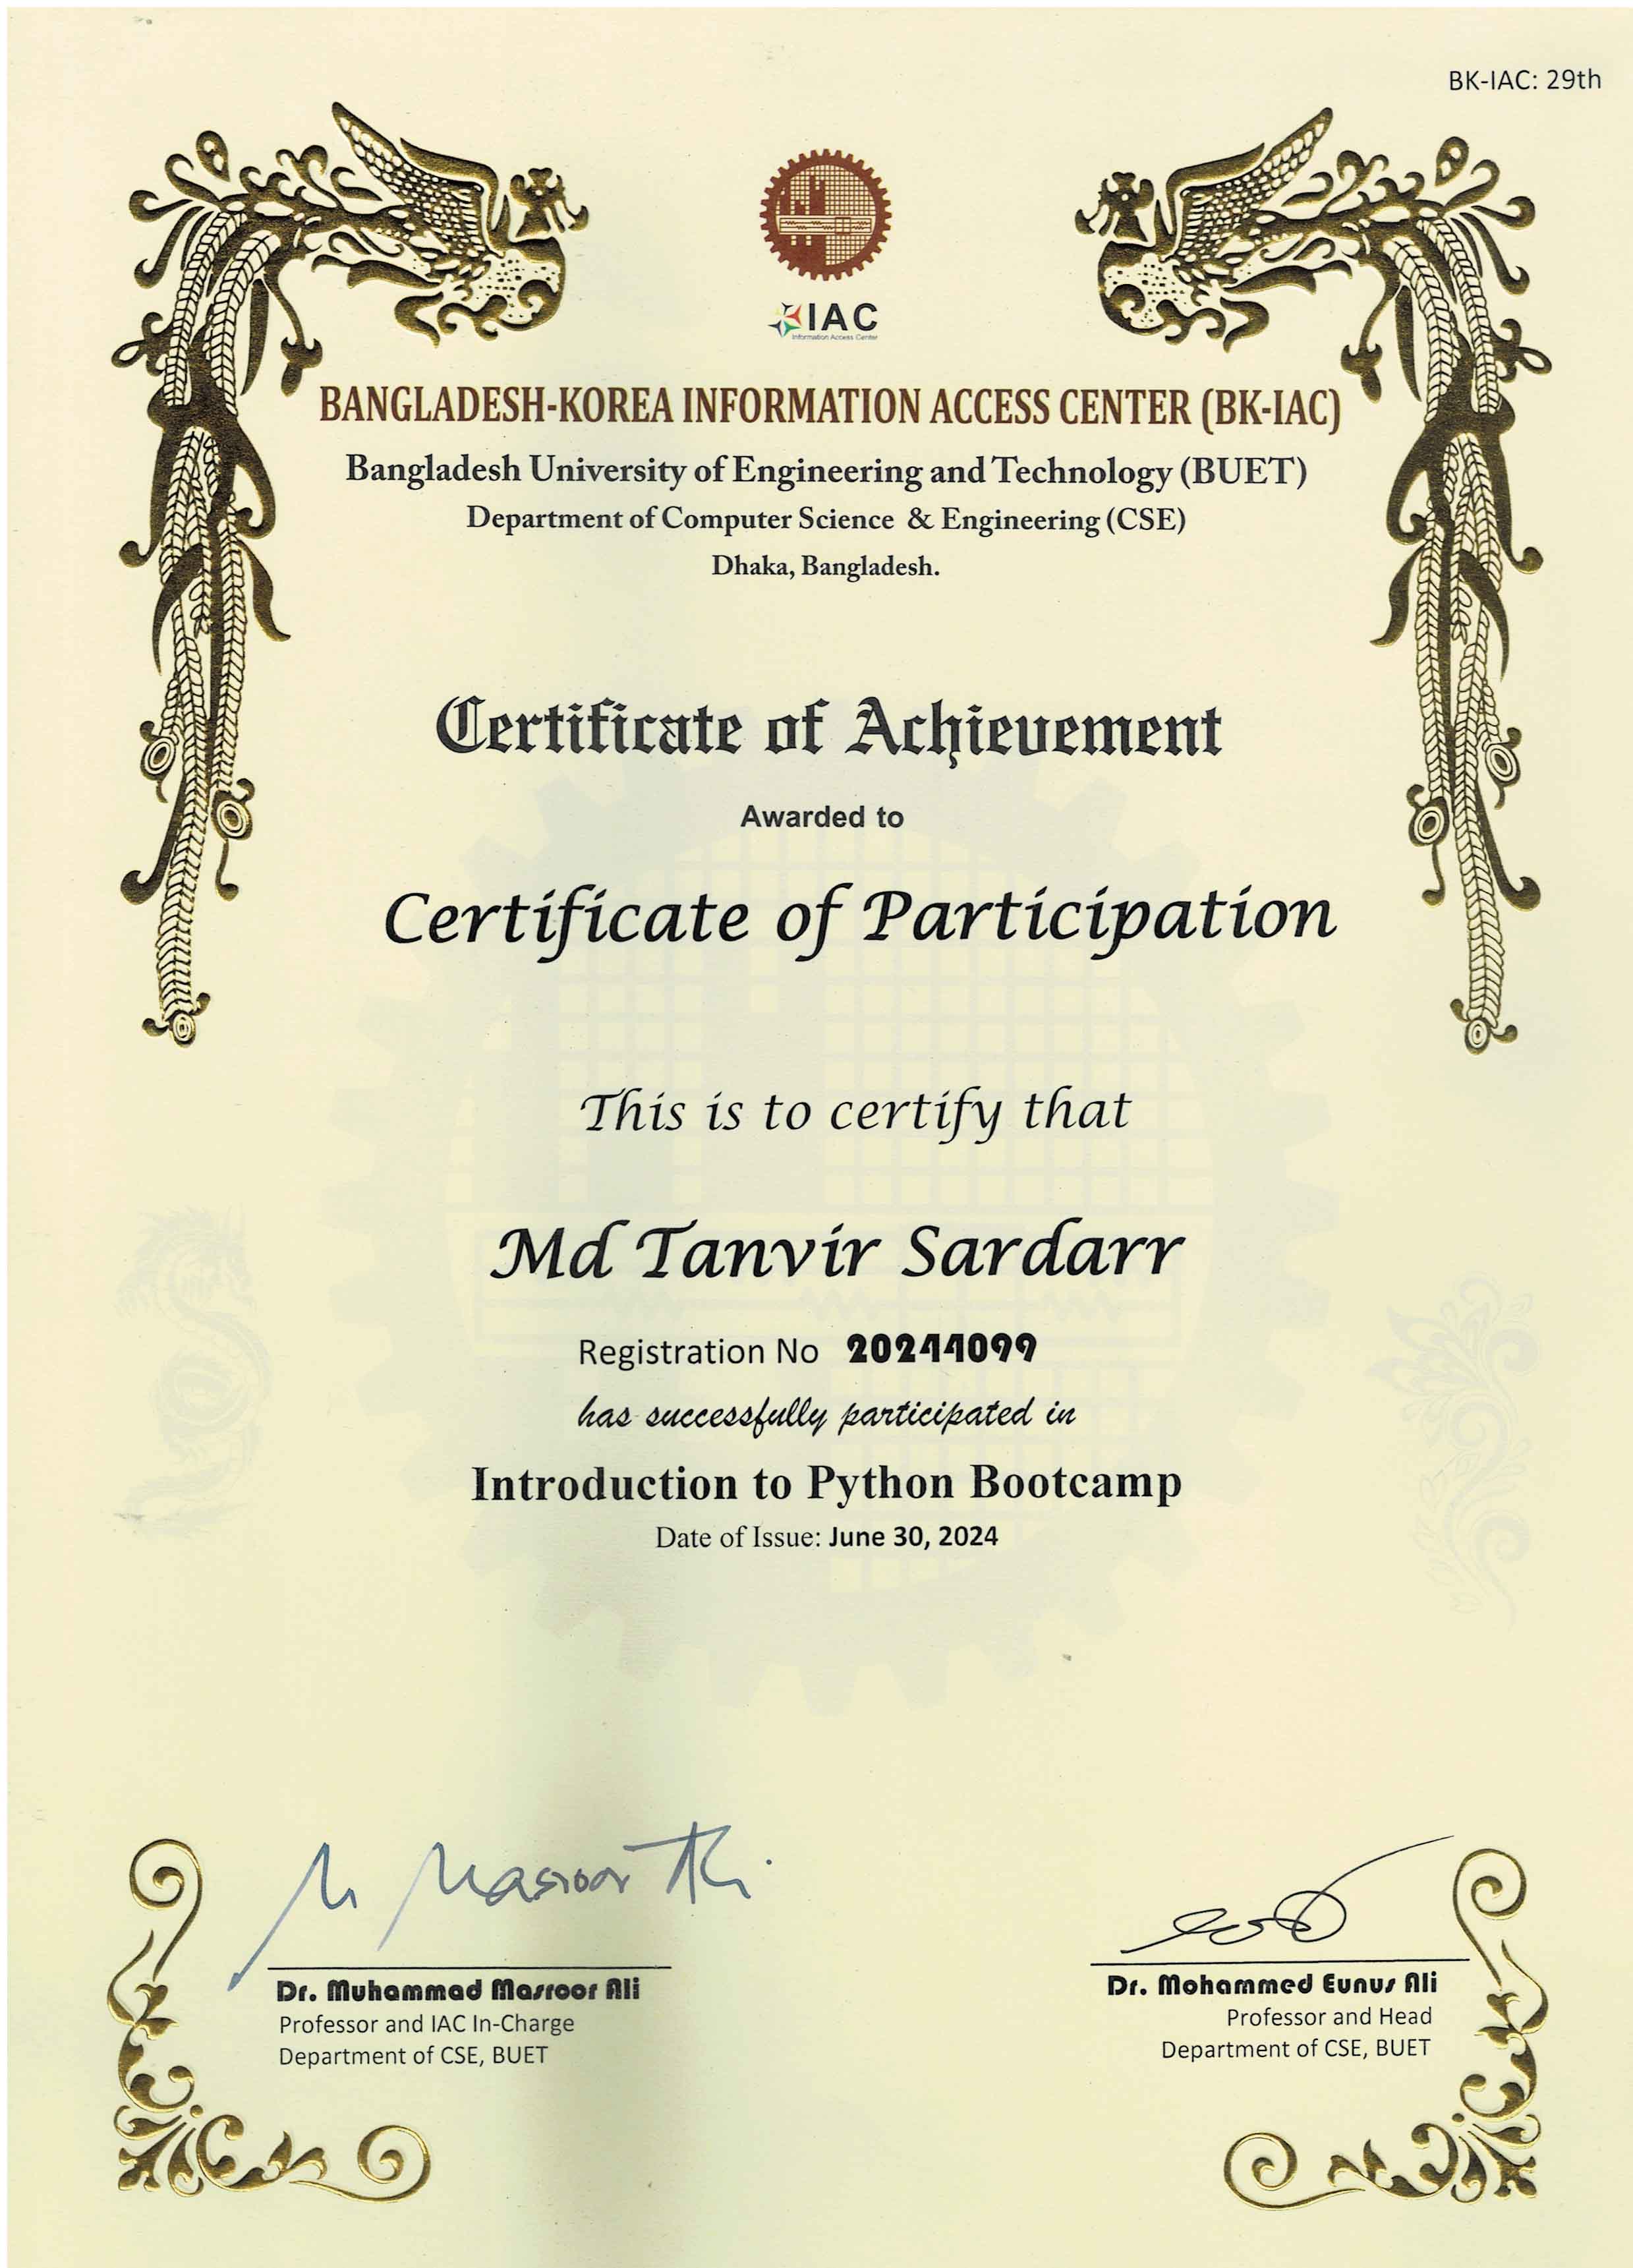 BK-IAC: 29th
IAC
Information Access Center
BANGLADESH-KOREA INFORMATION ACCESS CENTER (BK-IAC)
Bangladesh University of Engineering and Technology (BUET)
Department of Computer Science & Engineering (CSE)
Dhaka, Bangladesh.
Certificate of Achievement
Awarded to
Certificate of Participation
This is to certify that
Md Tanvir Sardarr
Registration No 20244099
has successfully participated in
Introduction to Python Bootcamp
Date of Issue: June 30, 2024
M Masroor Ali
Dr. Muhammad Masroor Ali
Professor and IAC In-Charge
Department of CSE, BUET
Dr. Mohammed Eunus Ali
Professor and Head
Department of CSE, BUET